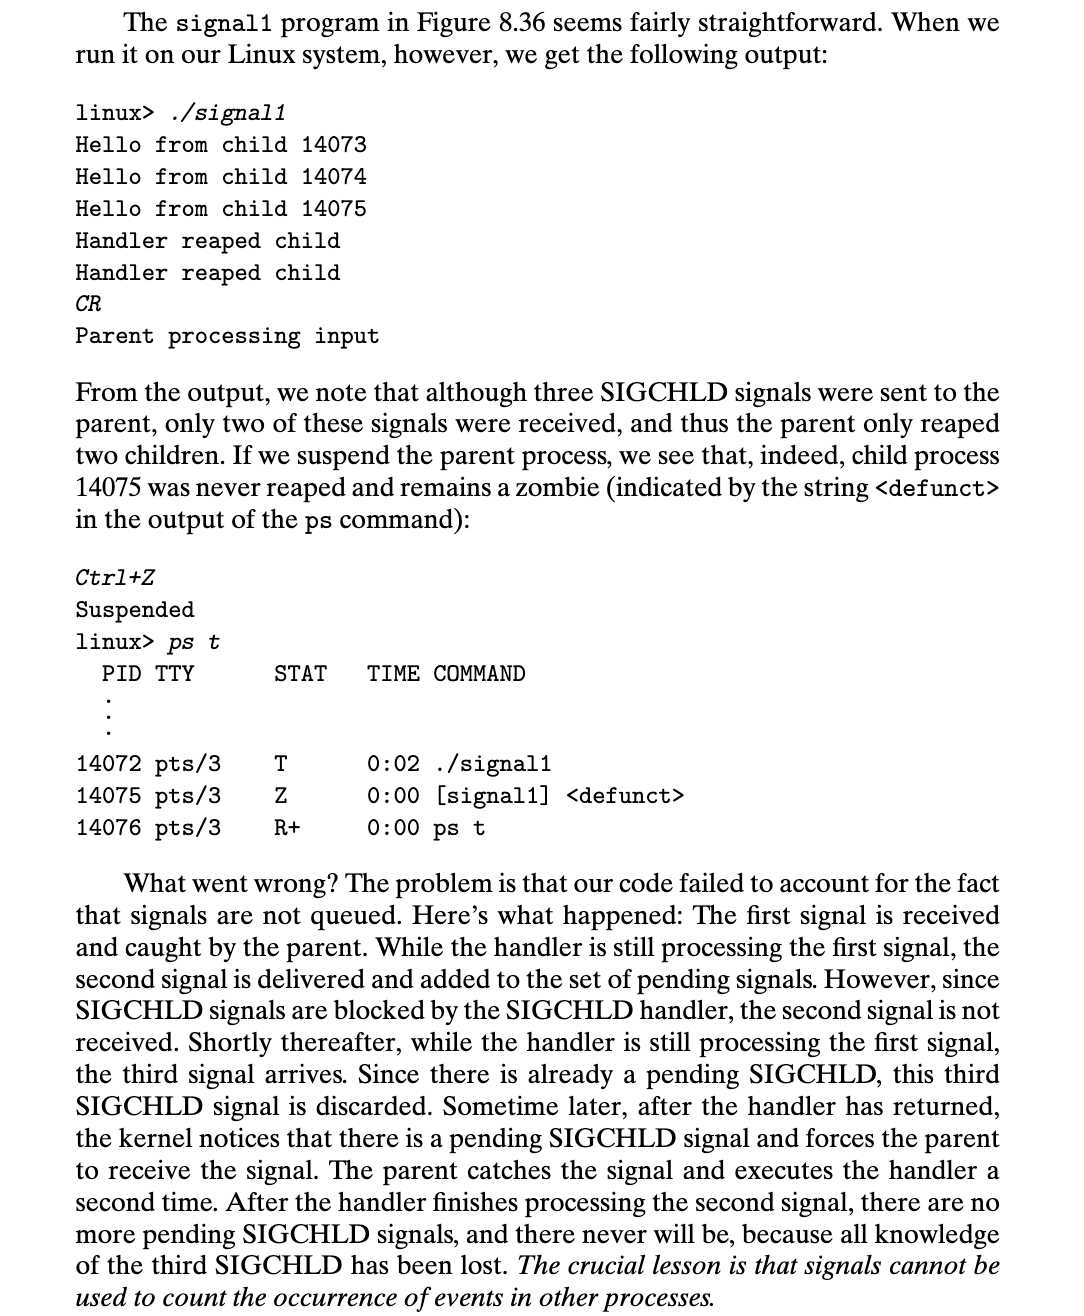 The signal1 program in Figure 8.36 seems fairly straightforward. When we
run it on our Linux system, however, we get the following output:
linux> ./signal1
Hello from child 14073
Hello from child 14074
Hello from child 14075
Handler reaped child
Handler reaped child
CR
Parent processing input
From the output, we note that although three SIGCHLD signals were sent to the
parent, only two of these signals were received, and thus the parent only reaped
two children. If we suspend the parent process, we see that, indeed, child process
14075 was never reaped and remains a zombie (indicated by the string <defunct>
in the output of the ps command):
Ctrl+Z
Suspended
linux> ps t
PID TTY STAT TIME COMMAND
.
.
.
14072 pts/3 T 0:02 ./signal1
14075 pts/3 Z 0:00 [signal1] <defunct>
14076 pts/3 R+ 0:00 ps t
What went wrong? The problem is that our code failed to account for the fact
that signals are not queued. Here's what happened: The first signal is received
and caught by the parent. While the handler is still processing the first signal, the
second signal is delivered and added to the set of pending signals. However, since
SIGCHLD signals are blocked by the SIGCHLD handler, the second signal is not
received. Shortly thereafter, while the handler is still processing the first signal,
the third signal arrives. Since there is already a pending SIGCHLD, this third
SIGCHLD signal is discarded. Sometime later, after the handler has returned,
the kernel notices that there is a pending SIGCHLD signal and forces the parent
to receive the signal. The parent catches the signal and executes the handler a
second time. After the handler finishes processing the second signal, there are no
more pending SIGCHLD signals, and there never will be, because all knowledge
of the third SIGCHLD has been lost. The crucial lesson is that signals cannot be
used to count the occurrence of events in other processes.